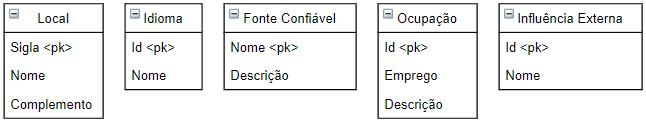 Local
Sigla <pk>
Nome
Complemento
Idioma
Id <pk>
Nome
Fonte Confiável
Nome <pk>
Descrição
Ocupação
Id <pk>
Emprego
Descrição
Influência Externa
Id <pk>
Nome